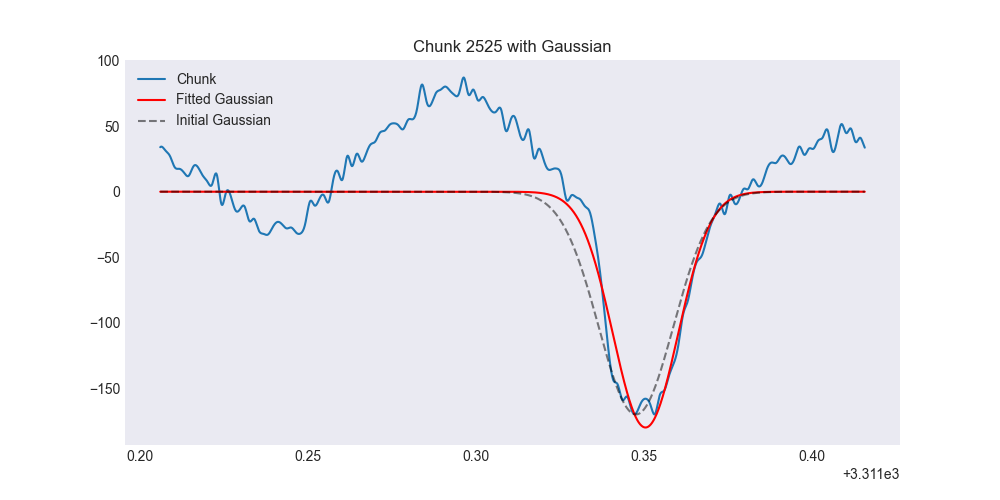 Chunk 2525 with Gaussian
100
50
0
−50
−100
−150
Chunk
Fitted Gaussian
Initial Gaussian
0.20 0.25 0.30 0.35 0.40
+3.311e3